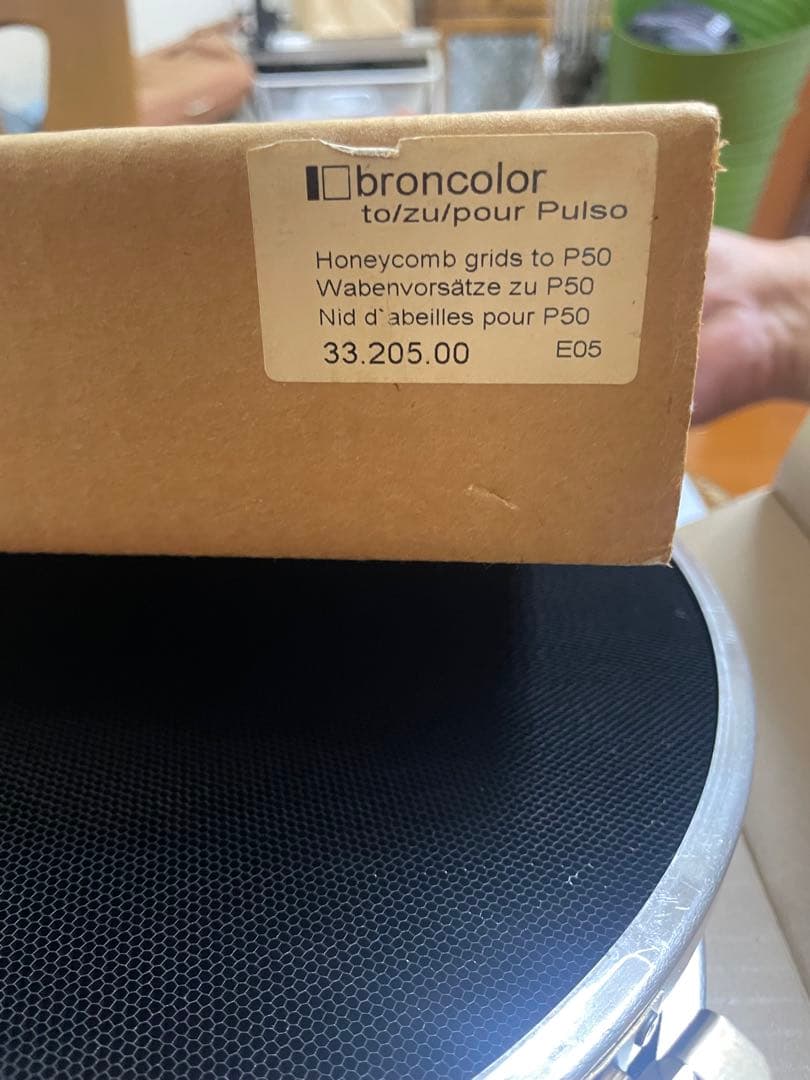 broncolor
to/zu/pour Pulso
Honeycomb grids to P50
Wabenvorsätze zu P50
Nid d`abeilles pour P50
33.205.00 E05